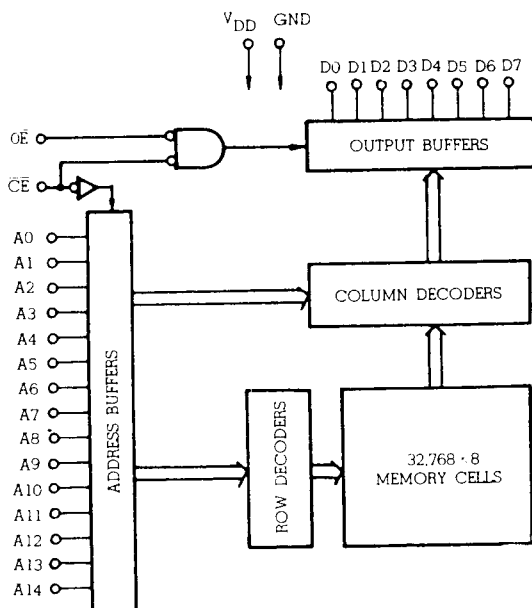 VDD GND
D0 D1 D2 D3 D4 D5 D6 D7
OE
OUTPUT BUFFERS
CE
A0
A1
A2
A3
A4
A5
A6
A7
A8
A9
A10
A11
A12
A13
A14
ADDRESS BUFFERS
COLUMN DECODERS
ROW DECODERS
32,768 · 8
MEMORY CELLS